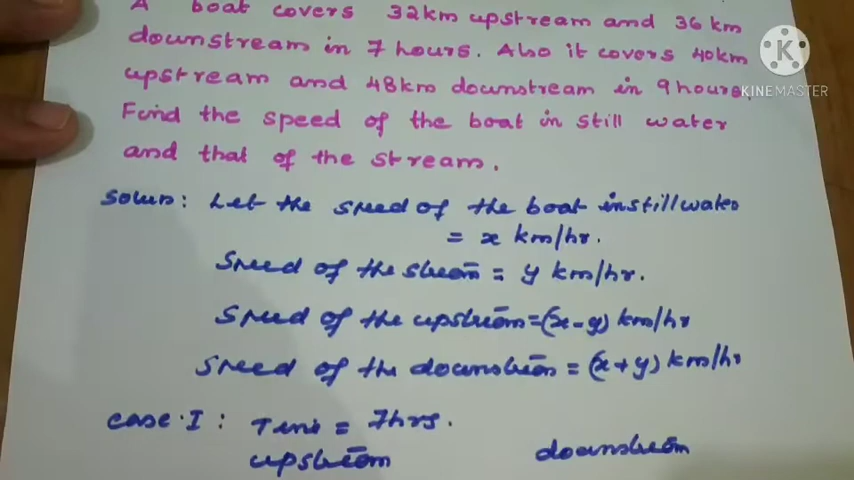 A boat covers 32km upstream and 36 km
downstream in 7 hours. Also it covers 40km
upstream and 48km downstream in 9 hours.
Find the speed of the boat in still water
and that of the stream.
K
KINEMASTER
Soln: Let the speed of the boat in still water
= x km/hr.
Speed of the stream = y km/hr.
Speed of the upstream = (x-y) km/hr
Speed of the downstream = (x+y) km/hr
case.I: Time = 7hrs.
upstream downstream